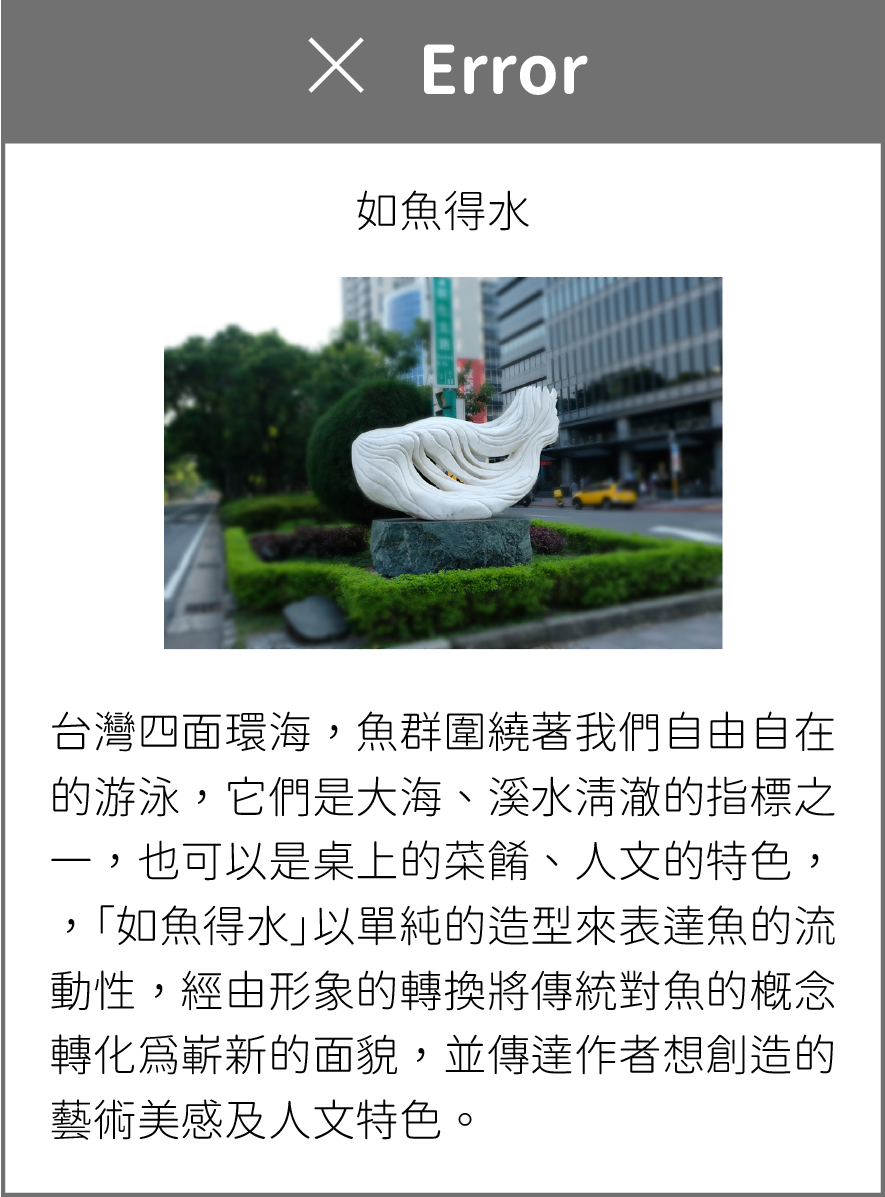 × Error
如魚得水
台灣四面環海，魚群圍繞著我們自由自在
的游泳，它們是大海、溪水清澈的指標之
一，也可以是桌上的菜餚、人文的特色，
，「如魚得水」以單純的造型來表達魚的流
動性，經由形象的轉換將傳統對魚的概念
轉化為嶄新的面貌，並傳達作者想創造的
藝術美感及人文特色。